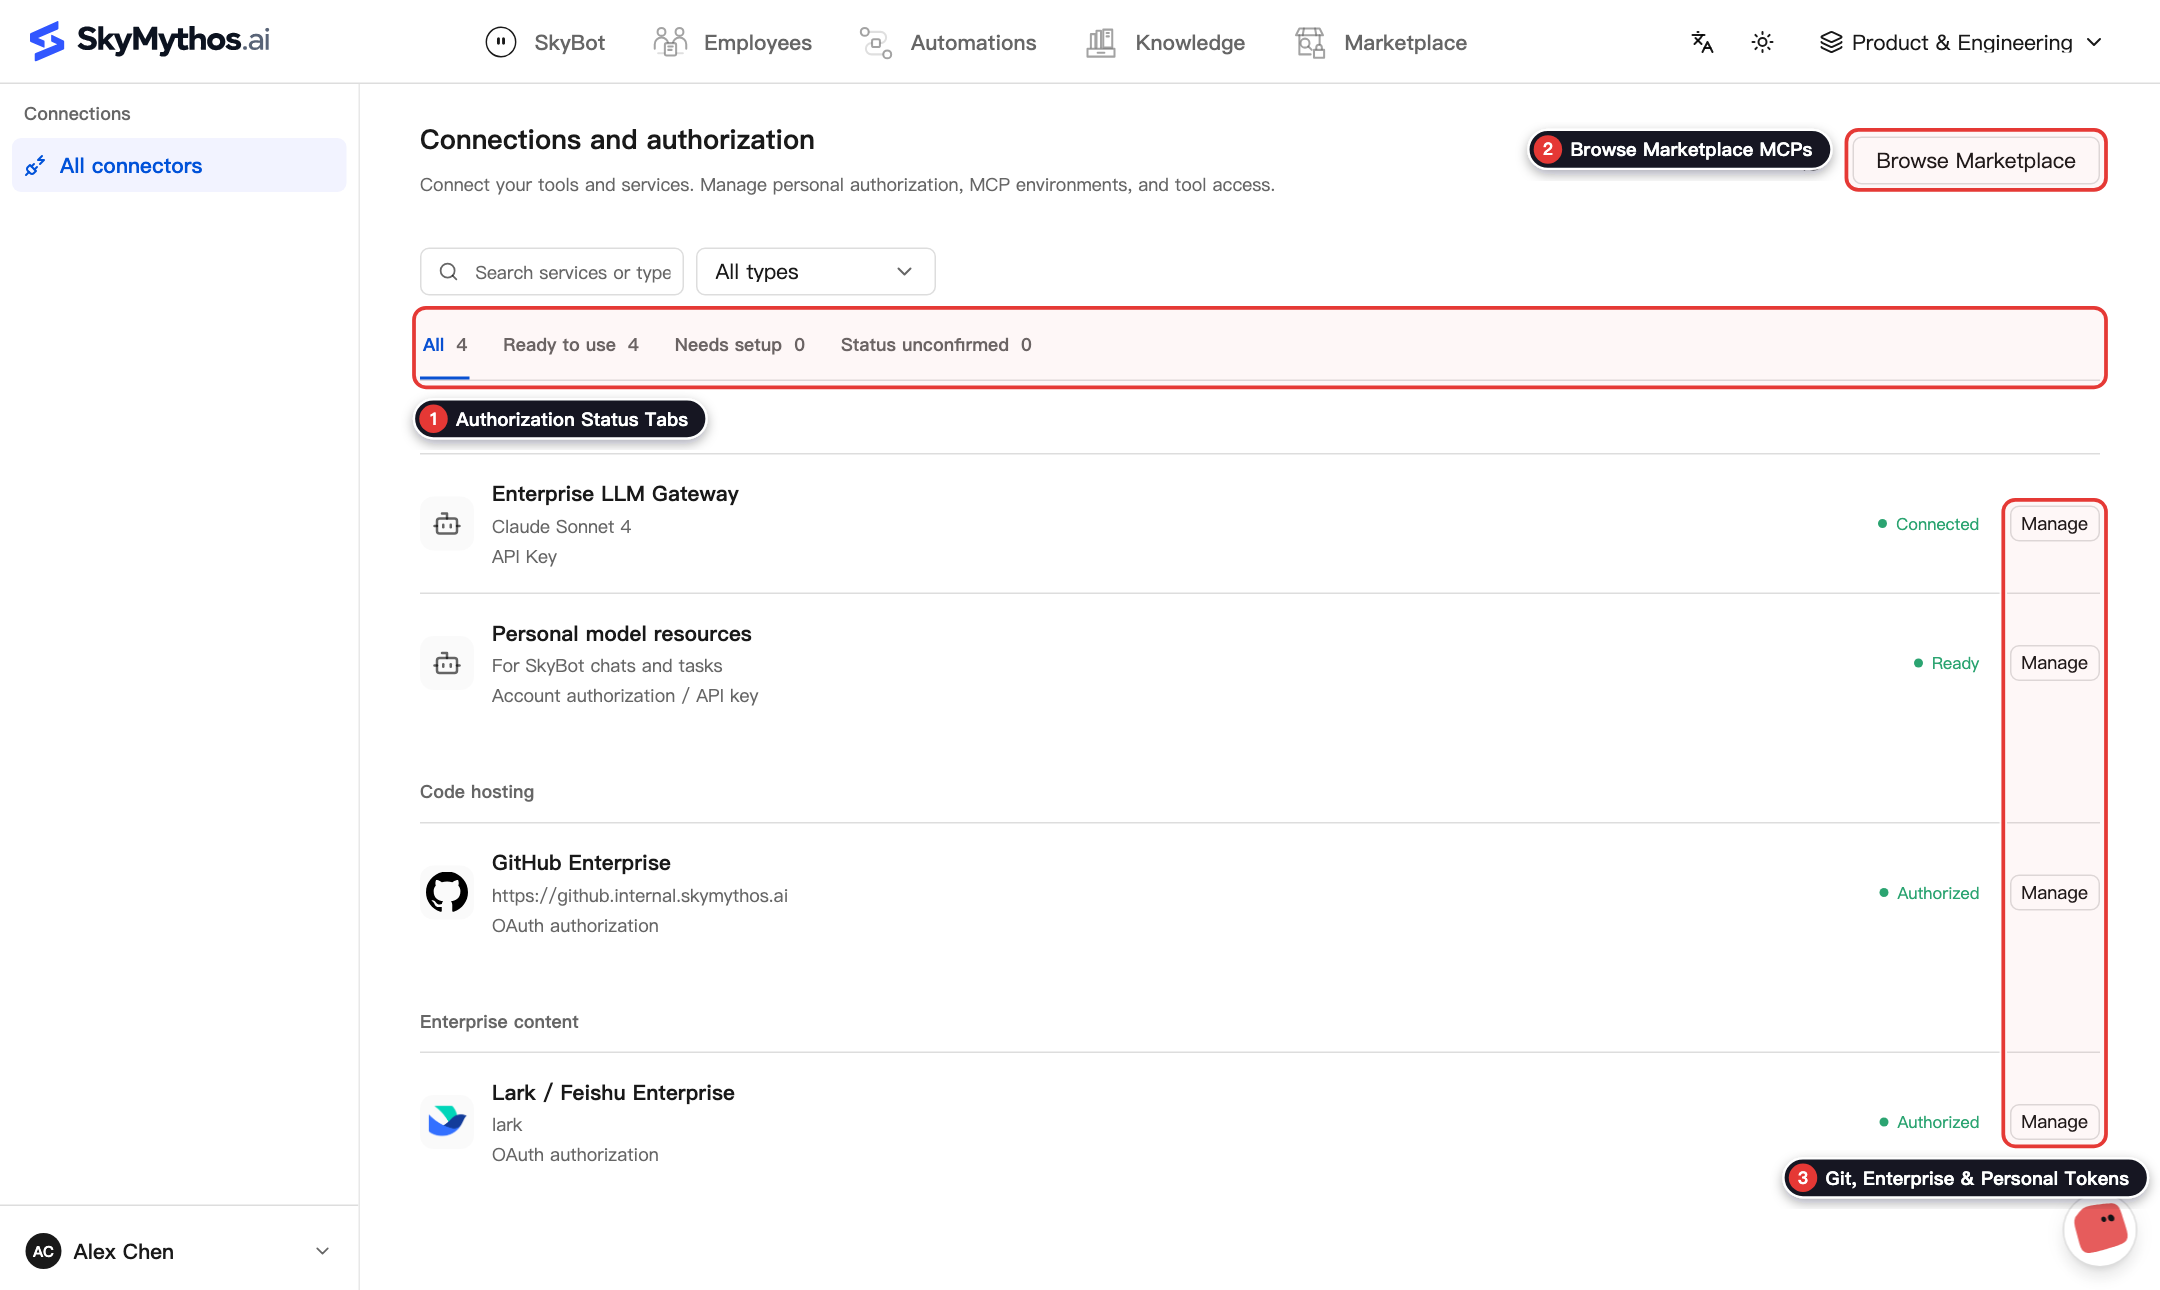 SkyMythos.ai
SkyBot
Employees
Automations
Knowledge
Marketplace
Product & Engineering
Connections
All connectors
Connections and authorization
Connect your tools and services. Manage personal authorization, MCP environments, and tool access.
2 Browse Marketplace MCPs
Browse Marketplace
Search services or type
All types
All 4
Ready to use 4
Needs setup 0
Status unconfirmed 0
1 Authorization Status Tabs
Enterprise LLM Gateway
Claude Sonnet 4
API Key
Connected
Manage
Personal model resources
For SkyBot chats and tasks
Account authorization / API key
Ready
Manage
Code hosting
GitHub Enterprise
https://github.internal.skymythos.ai
OAuth authorization
Authorized
Manage
Enterprise content
Lark / Feishu Enterprise
lark
OAuth authorization
Authorized
Manage
3 Git, Enterprise & Personal Tokens
AC Alex Chen